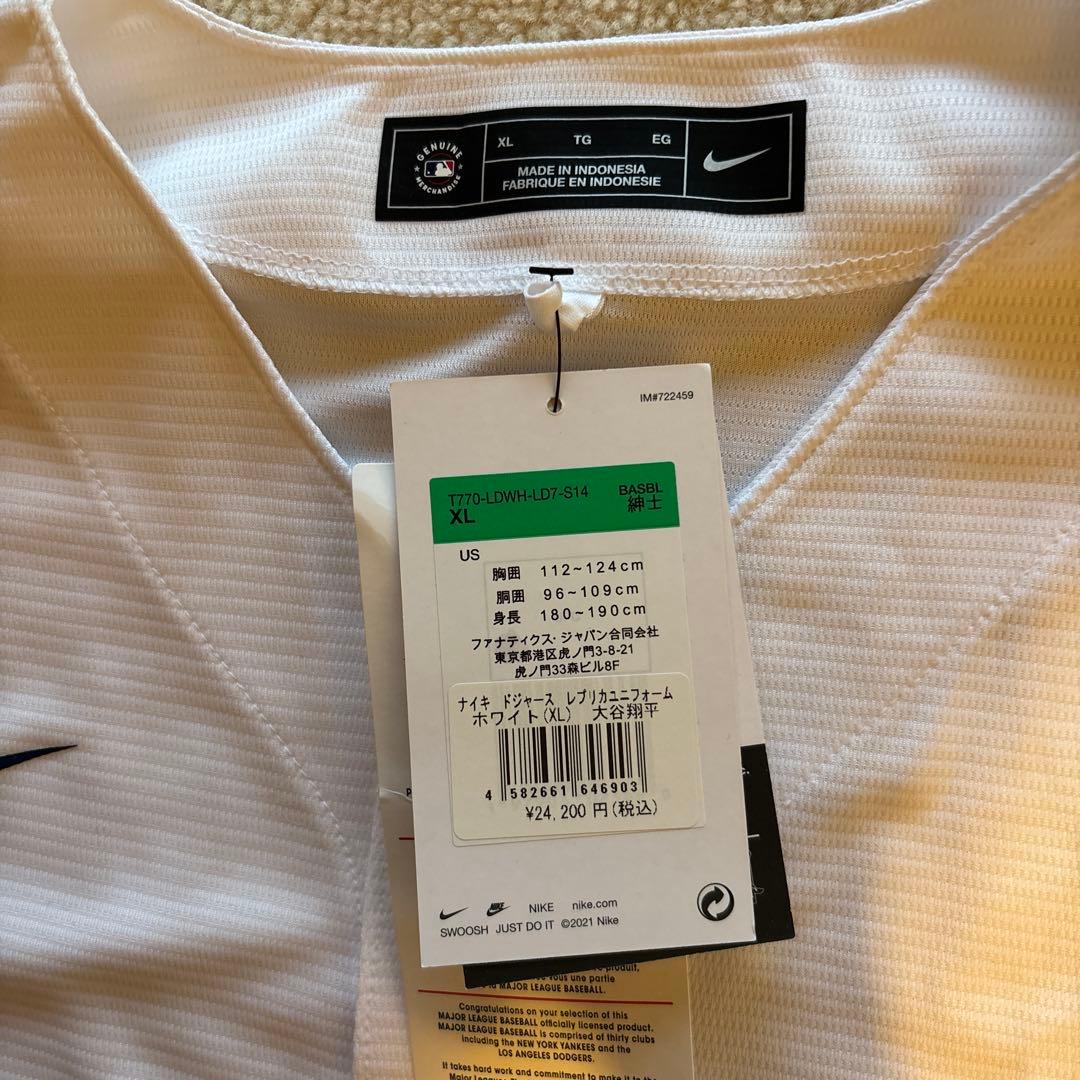 GENUINE
MERCHANDISE
XL TG EG
MADE IN INDONESIA
FABRIQUE EN INDONESIE
IM#722459
T770-LDWH-LD7-S14 BASBL
XL 紳士
US
胸囲 112~124cm
胴囲 96~109cm
身長 180~190cm
ファナティクス・ジャパン合同会社
東京都港区虎ノ門3-8-21
虎ノ門33森ビル8F
ナイキ ドジャース レプリカユニフォーム
ホワイト(XL) 大谷翔平
4 582661 646903
¥24,200円(税込)
NIKE nike.com
SWOOSH JUST DO IT ©2021 Nike
produit,
vous une partie
MAJOR LEAGUE BASEBALL.
Congratulations on your selection of this
MAJOR LEAGUE BASEBALL officially licensed product.
MAJOR LEAGUE BASEBALL is comprised of thirty clubs
including the NEW YORK YANKEES and the
LOS ANGELES DODGERS.
It takes hard work and commitment to make it to the